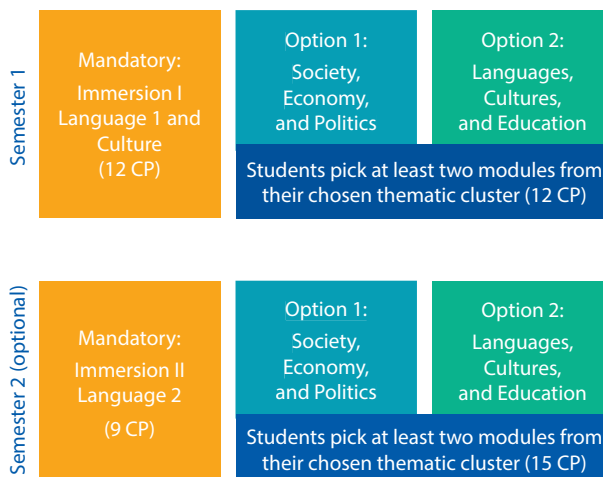 Semester 1
Mandatory:
Immersion I
Language 1 and
Culture
(12 CP)
Option 1:
Society,
Economy,
and Politics
Option 2:
Languages,
Cultures,
and Education
Students pick at least two modules from
their chosen thematic cluster (12 CP)
Semester 2 (optional)
Mandatory:
Immersion II
Language 2
(9 CP)
Option 1:
Society,
Economy,
and Politics
Option 2:
Languages,
Cultures,
and Education
Students pick at least two modules from
their chosen thematic cluster (15 CP)